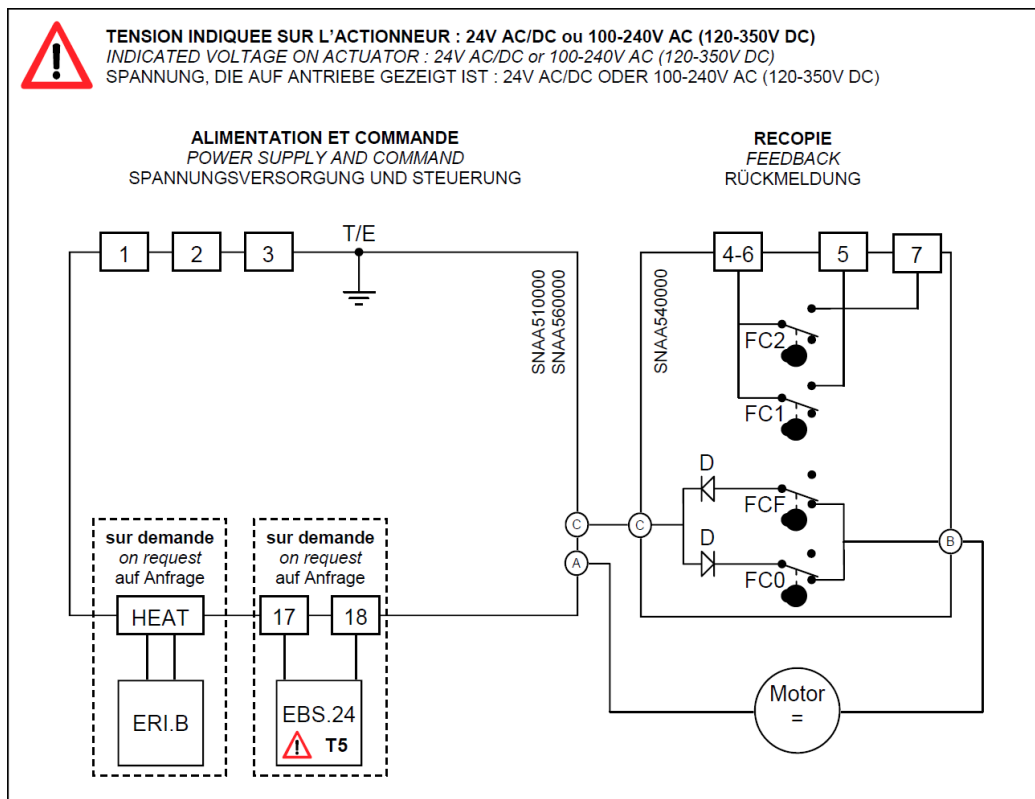 TENSION INDIQUEE SUR L'ACTIONNEUR : 24V AC/DC ou 100-240V AC (120-350V DC)
INDICATED VOLTAGE ON ACTUATOR : 24V AC/DC or 100-240V AC (120-350V DC)
SPANNUNG, DIE AUF ANTRIEBE GEZEIGT IST : 24V AC/DC ODER 100-240V AC (120-350V DC)
ALIMENTATION ET COMMANDE
POWER SUPPLY AND COMMAND
SPANNUNGSVERSORGUNG UND STEUERUNG
RECOPIE
FEEDBACK
RÜCKMELDUNG
1
2
3
T/E
SNAA510000
SNAA560000
4-6
5
7
SNAA540000
FC2
FC1
D
FCF
D
FC0
C
C
A
B
sur demande
on request
auf Anfrage
HEAT
ERI.B
sur demande
on request
auf Anfrage
17
18
EBS.24
! T5
Motor
=